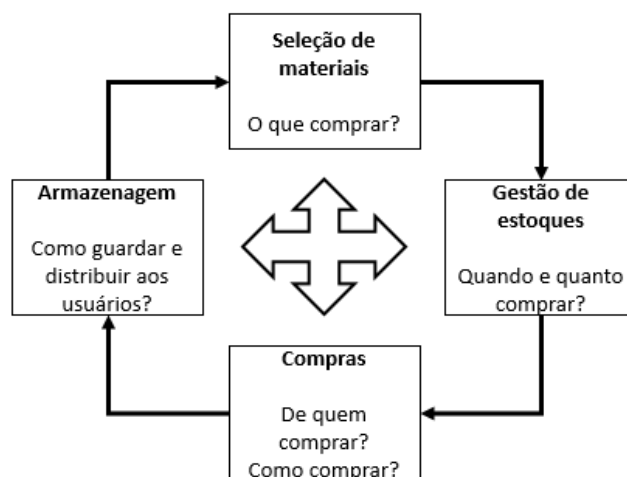 Seleção de
materiais
O que comprar?
Armazenagem
Como guardar e
distribuir aos
usuários?
Gestão de
estoques
Quando e quanto
comprar?
Compras
De quem
comprar?
Como comprar?